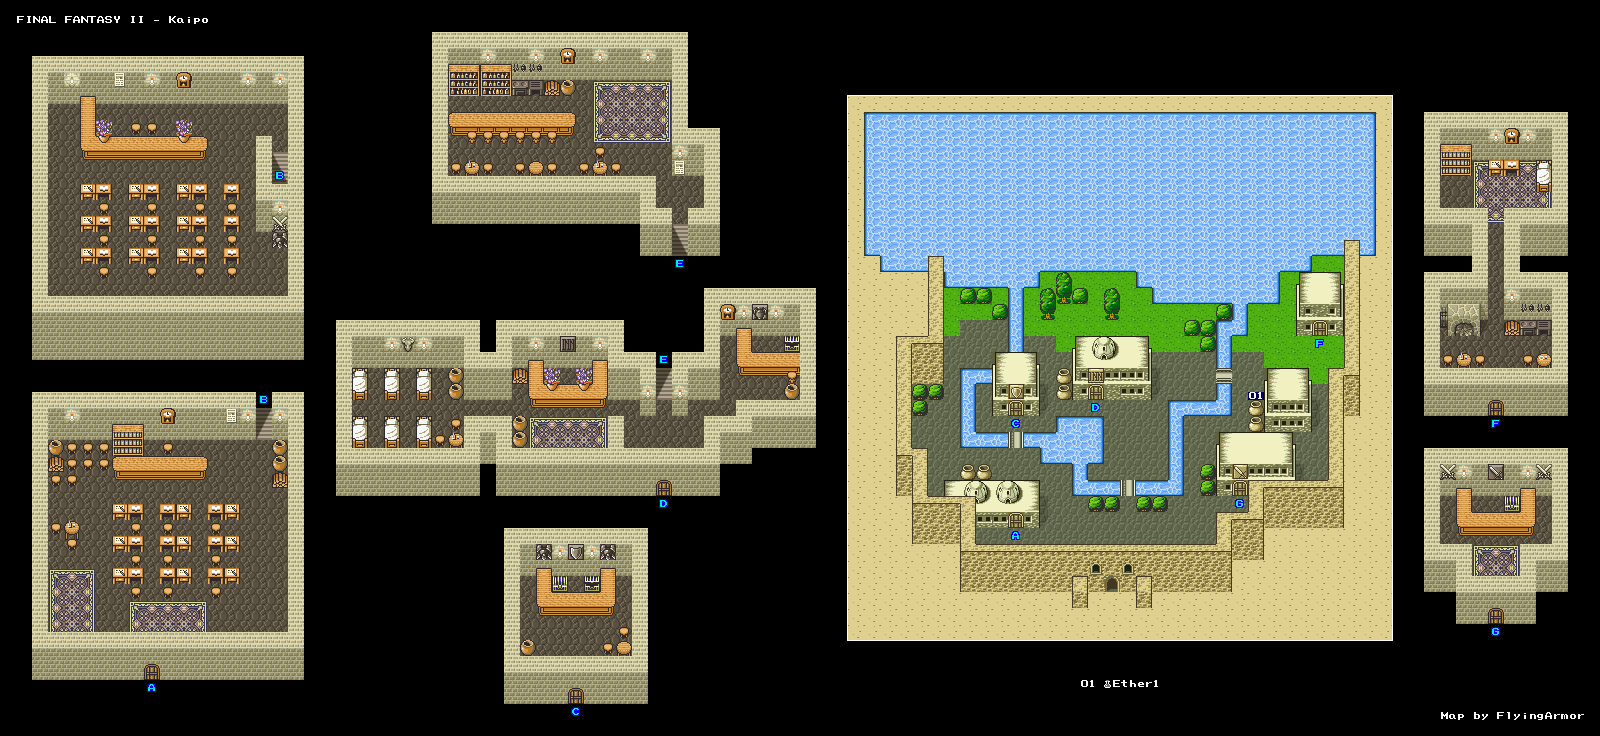 FINAL FANTASY II - Kaipo
B
E
F
O1
D
C
E
F
B
G
D
A
A
C
G
O1 Ether1
Map by FlyingArmor